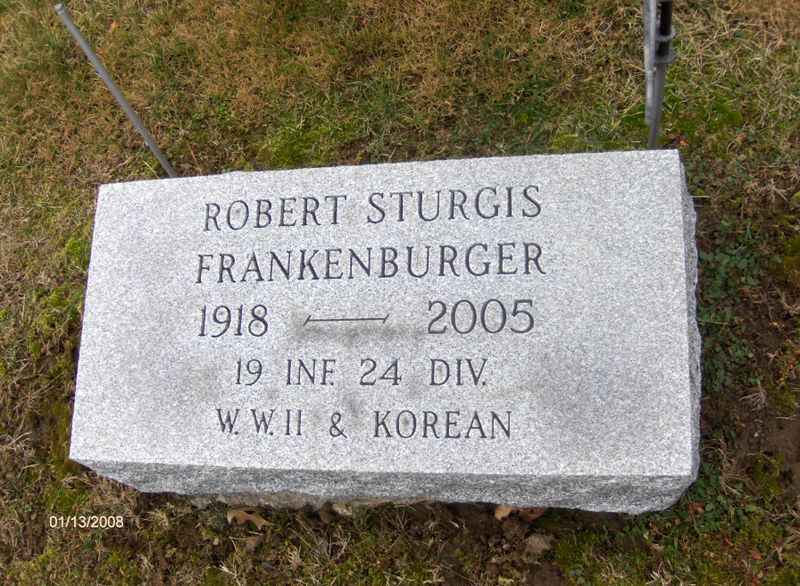 ROBERT STURGIS
FRANKENBURGER
1918 — 2005
19 INF. 24 DIV.
W.W.II & KOREAN
01/13/2008